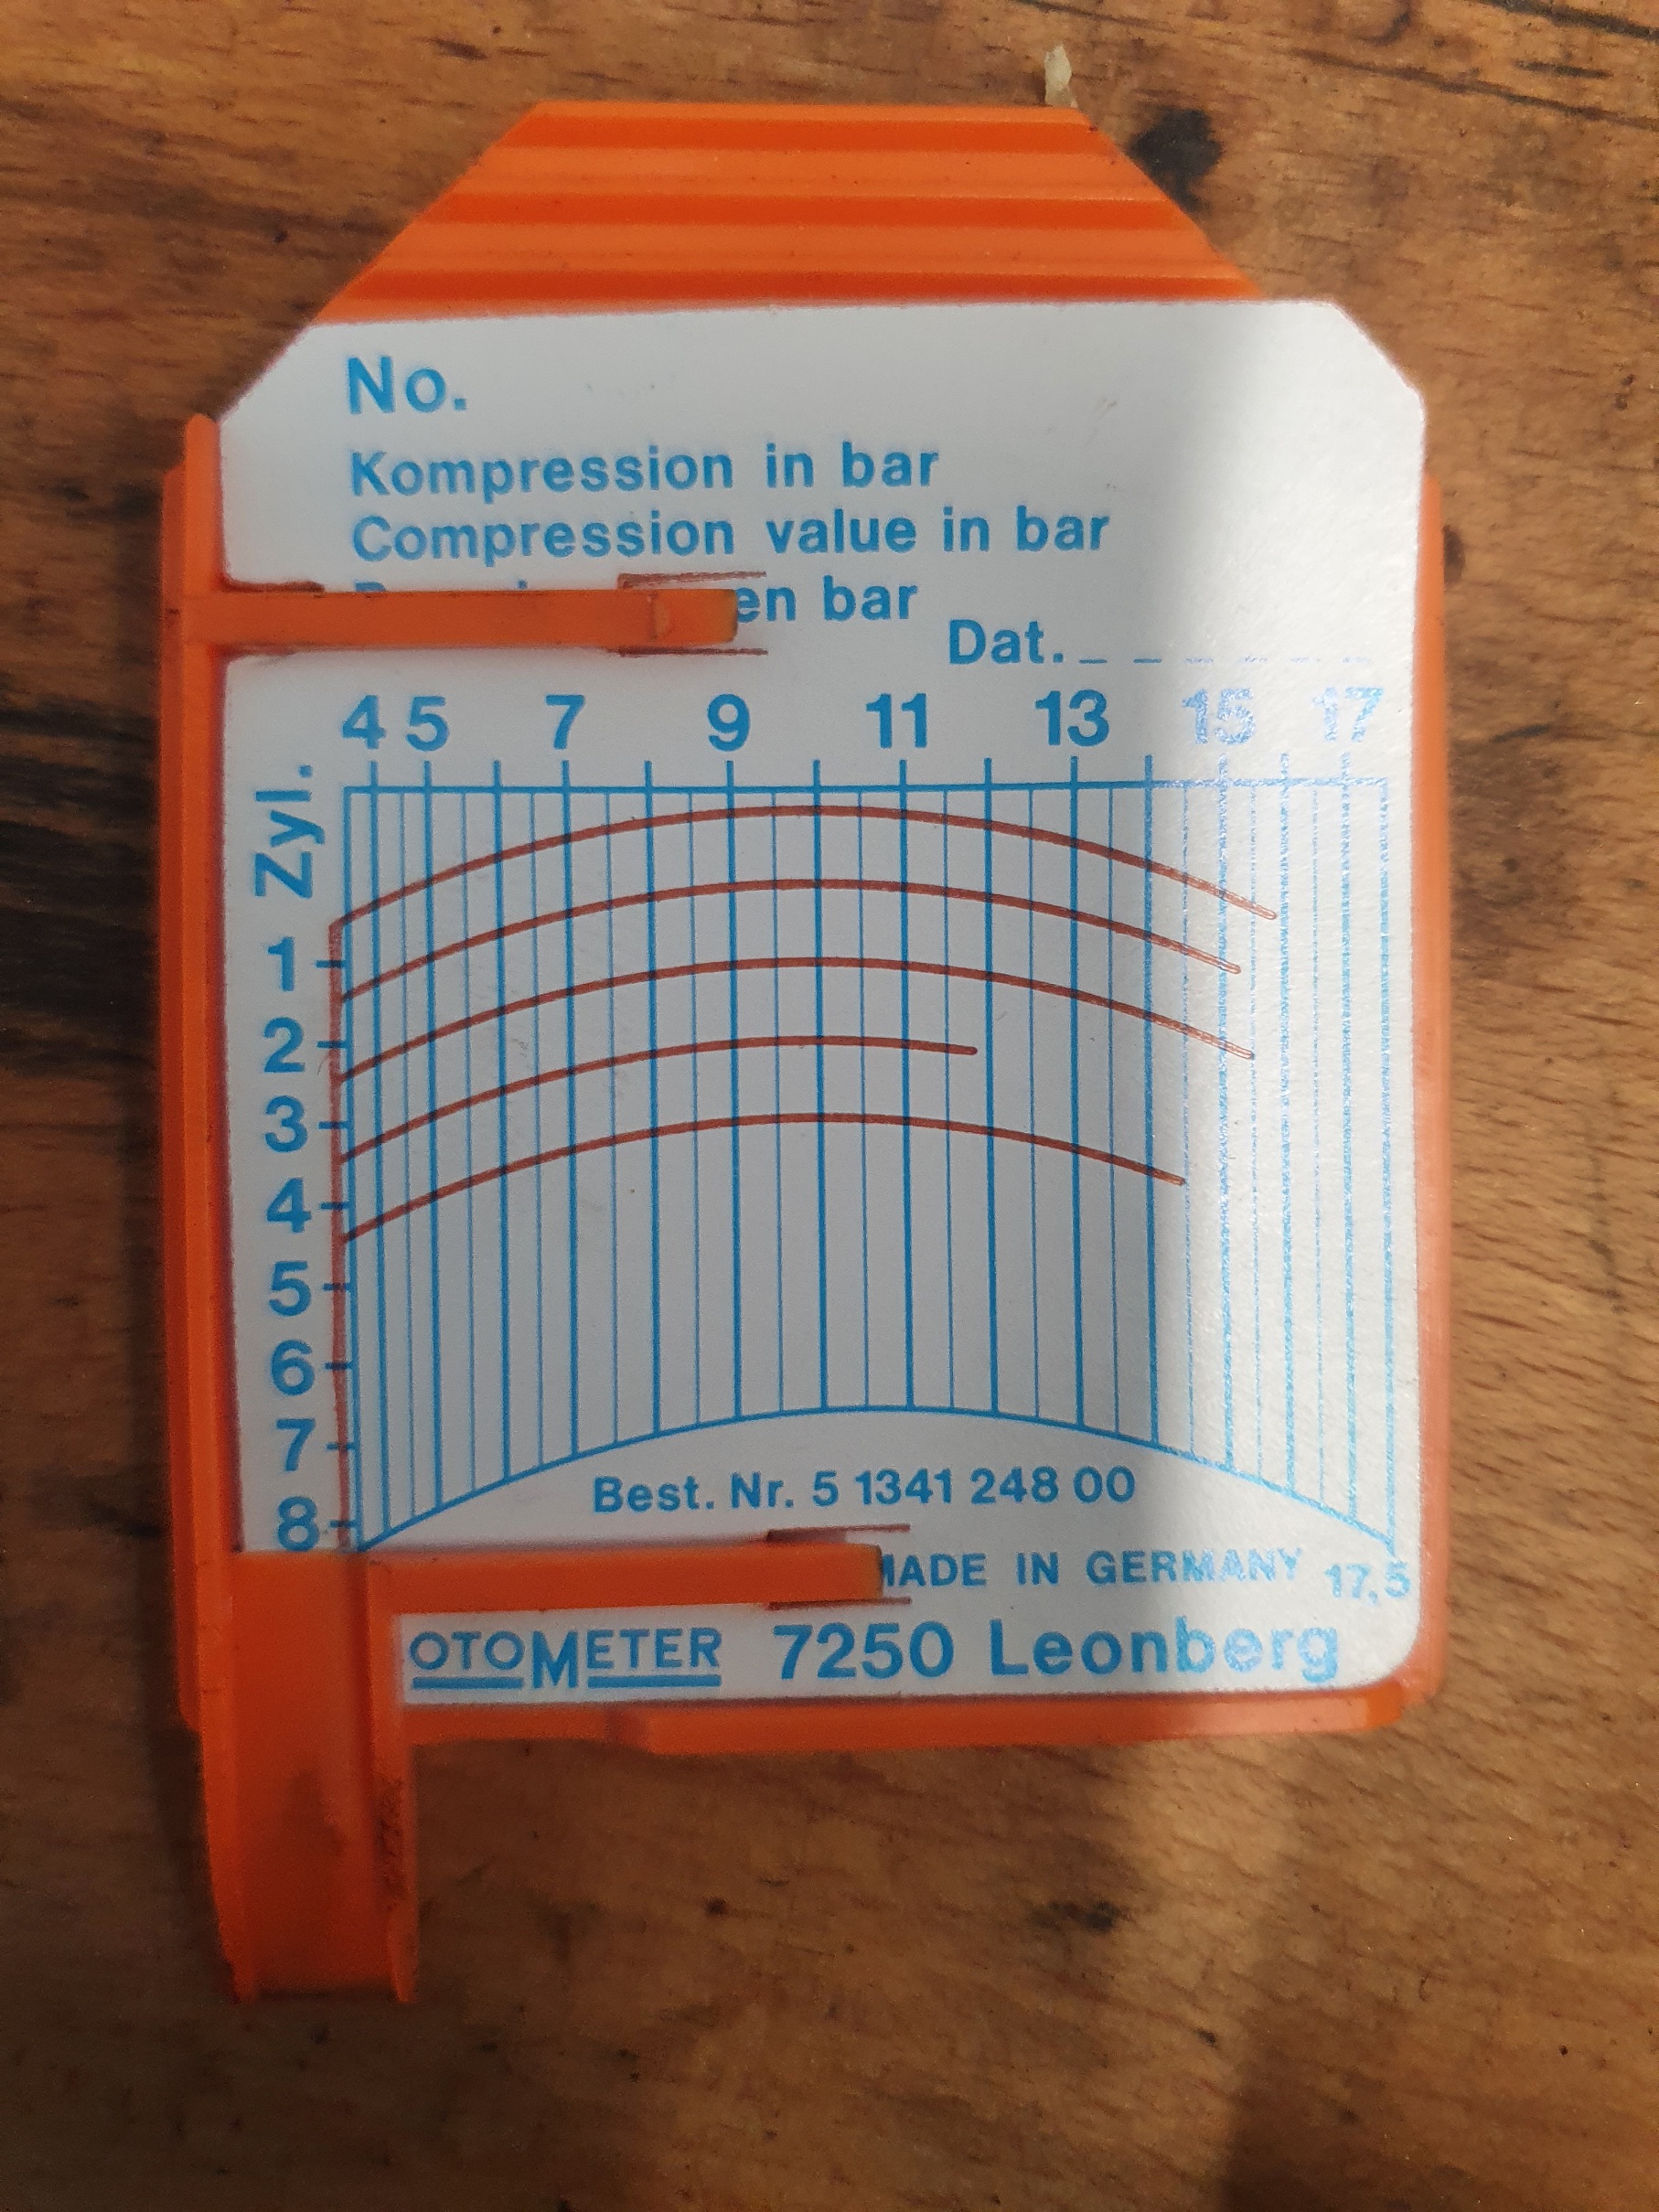 No.
Kompression in bar
Compression value in bar
en bar
Dat.
4 5 7 9 11 13 15 17
Zyl.
1
2
3
4
5
6
7
8
Best. Nr. 5 1341 248 00
MADE IN GERMANY 17,5
OTOMETER 7250 Leonberg